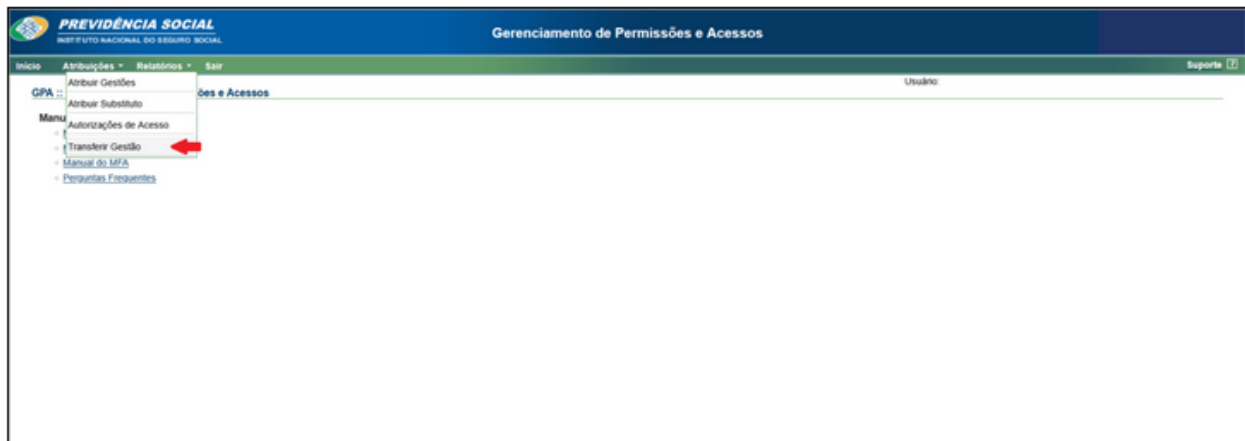 PREVIDÊNCIA SOCIAL
INSTITUTO NACIONAL DO SEGURO SOCIAL
Gerenciamento de Permissões e Acessos
Início Atribuições Relatórios Sair Suporte
Usuário:
Atribuir Gestões
GPA :: ões e Acessos
Atribuir Substituto
Manu
Autorizações de Acesso
Transferir Gestão
Manual do MFA
Perguntas Frequentes